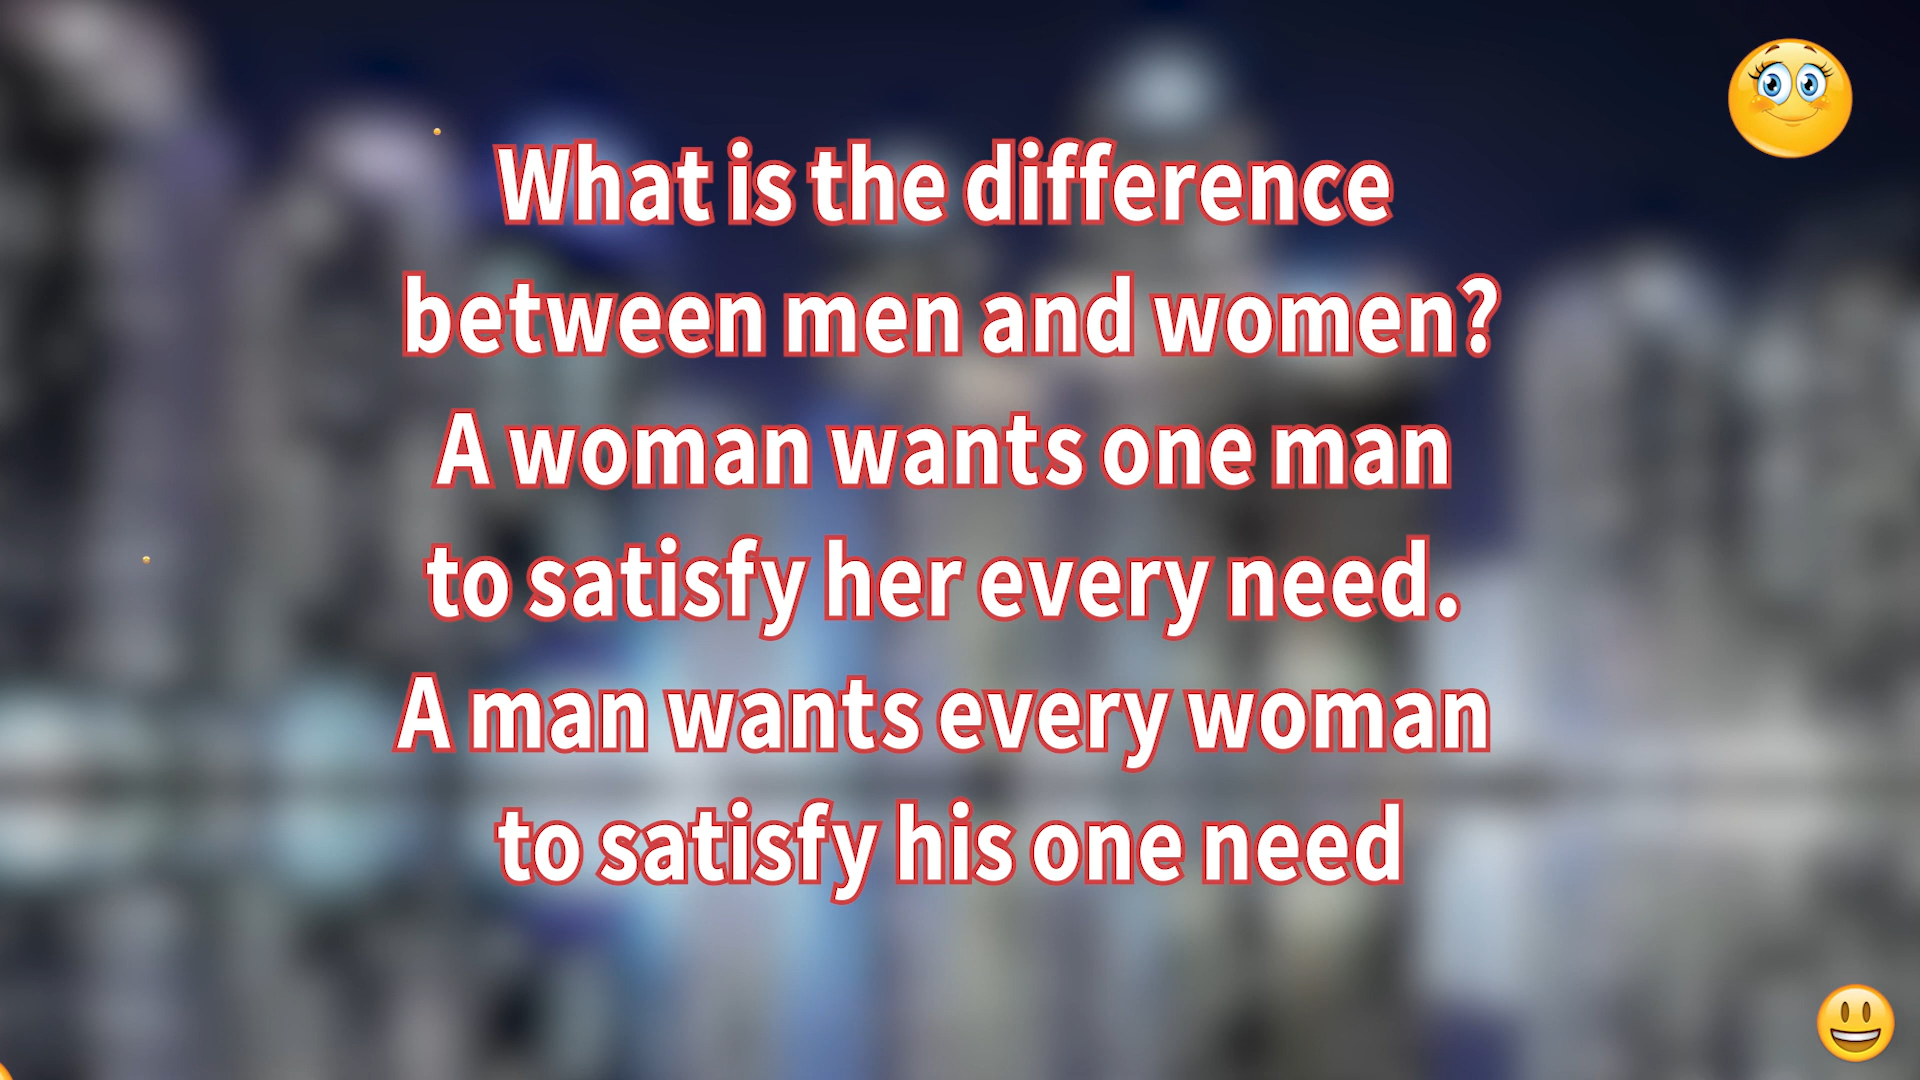 What is the difference
between men and women?
A woman wants one man
to satisfy her every need.
A man wants every woman
to satisfy his one need